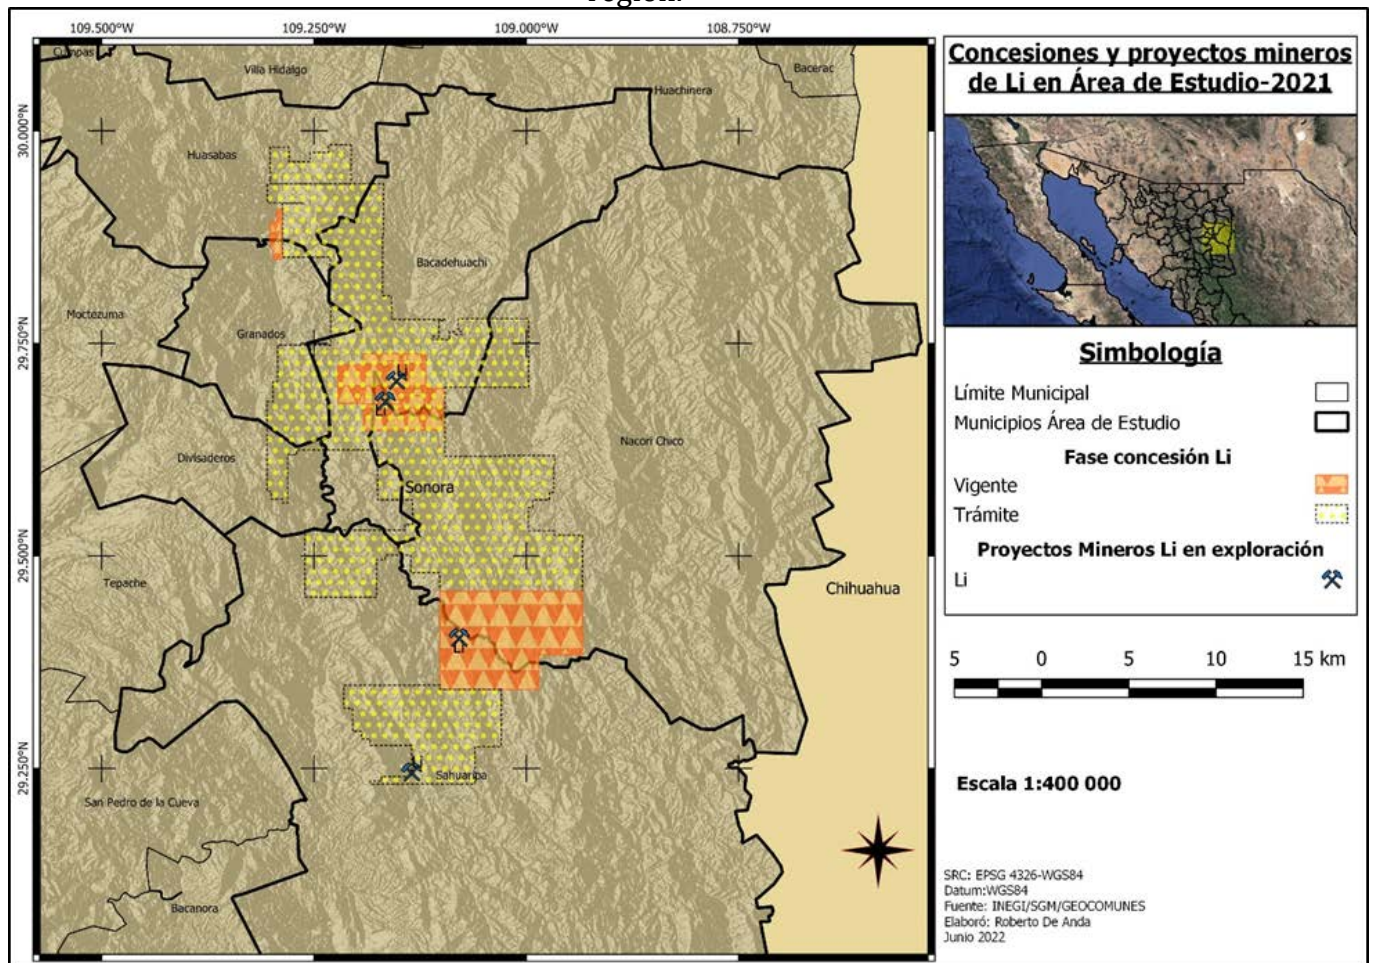 region.
109.500°W 109.250°W 109.000°W 108.750°W
Cumpas
Villa Hidalgo
Bacerac
Huachinera
30.000°N
Huasabas
Bacadehuachi
Moctezuma
Granados
29.750°N
Nacori Chico
Divisaderos
Sonora
29.500°N
Tepache
Chihuahua
29.250°N
Sahuaripa
San Pedro de la Cueva
Bacanora
Concesiones y proyectos mineros
de Li en Área de Estudio-2021
Simbología
Límite Municipal
Municipios Área de Estudio
Fase concesión Li
Vigente
Trámite
Proyectos Mineros Li en exploración
Li
5 0 5 10 15 km
Escala 1:400 000
SRC: EPSG 4326-WGS84
Datum:WGS84
Fuente: INEGI/SGM/GEOCOMUNES
Elaboró: Roberto De Anda
Junio 2022